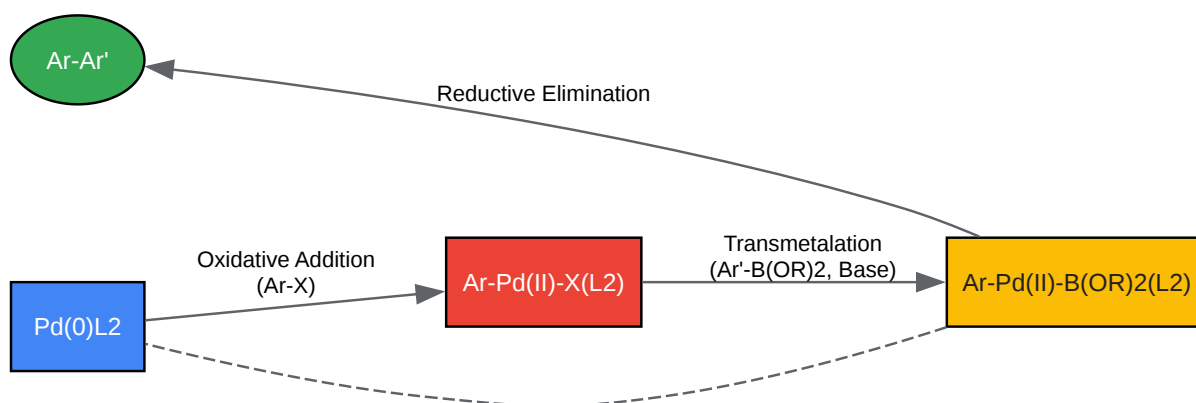 Ar-Ar'
Reductive Elimination
Oxidative Addition
(Ar-X)
Transmetalation
(Ar'-B(OR)2, Base)
Pd(0)L2
Ar-Pd(II)-X(L2)
Ar-Pd(II)-B(OR)2(L2)